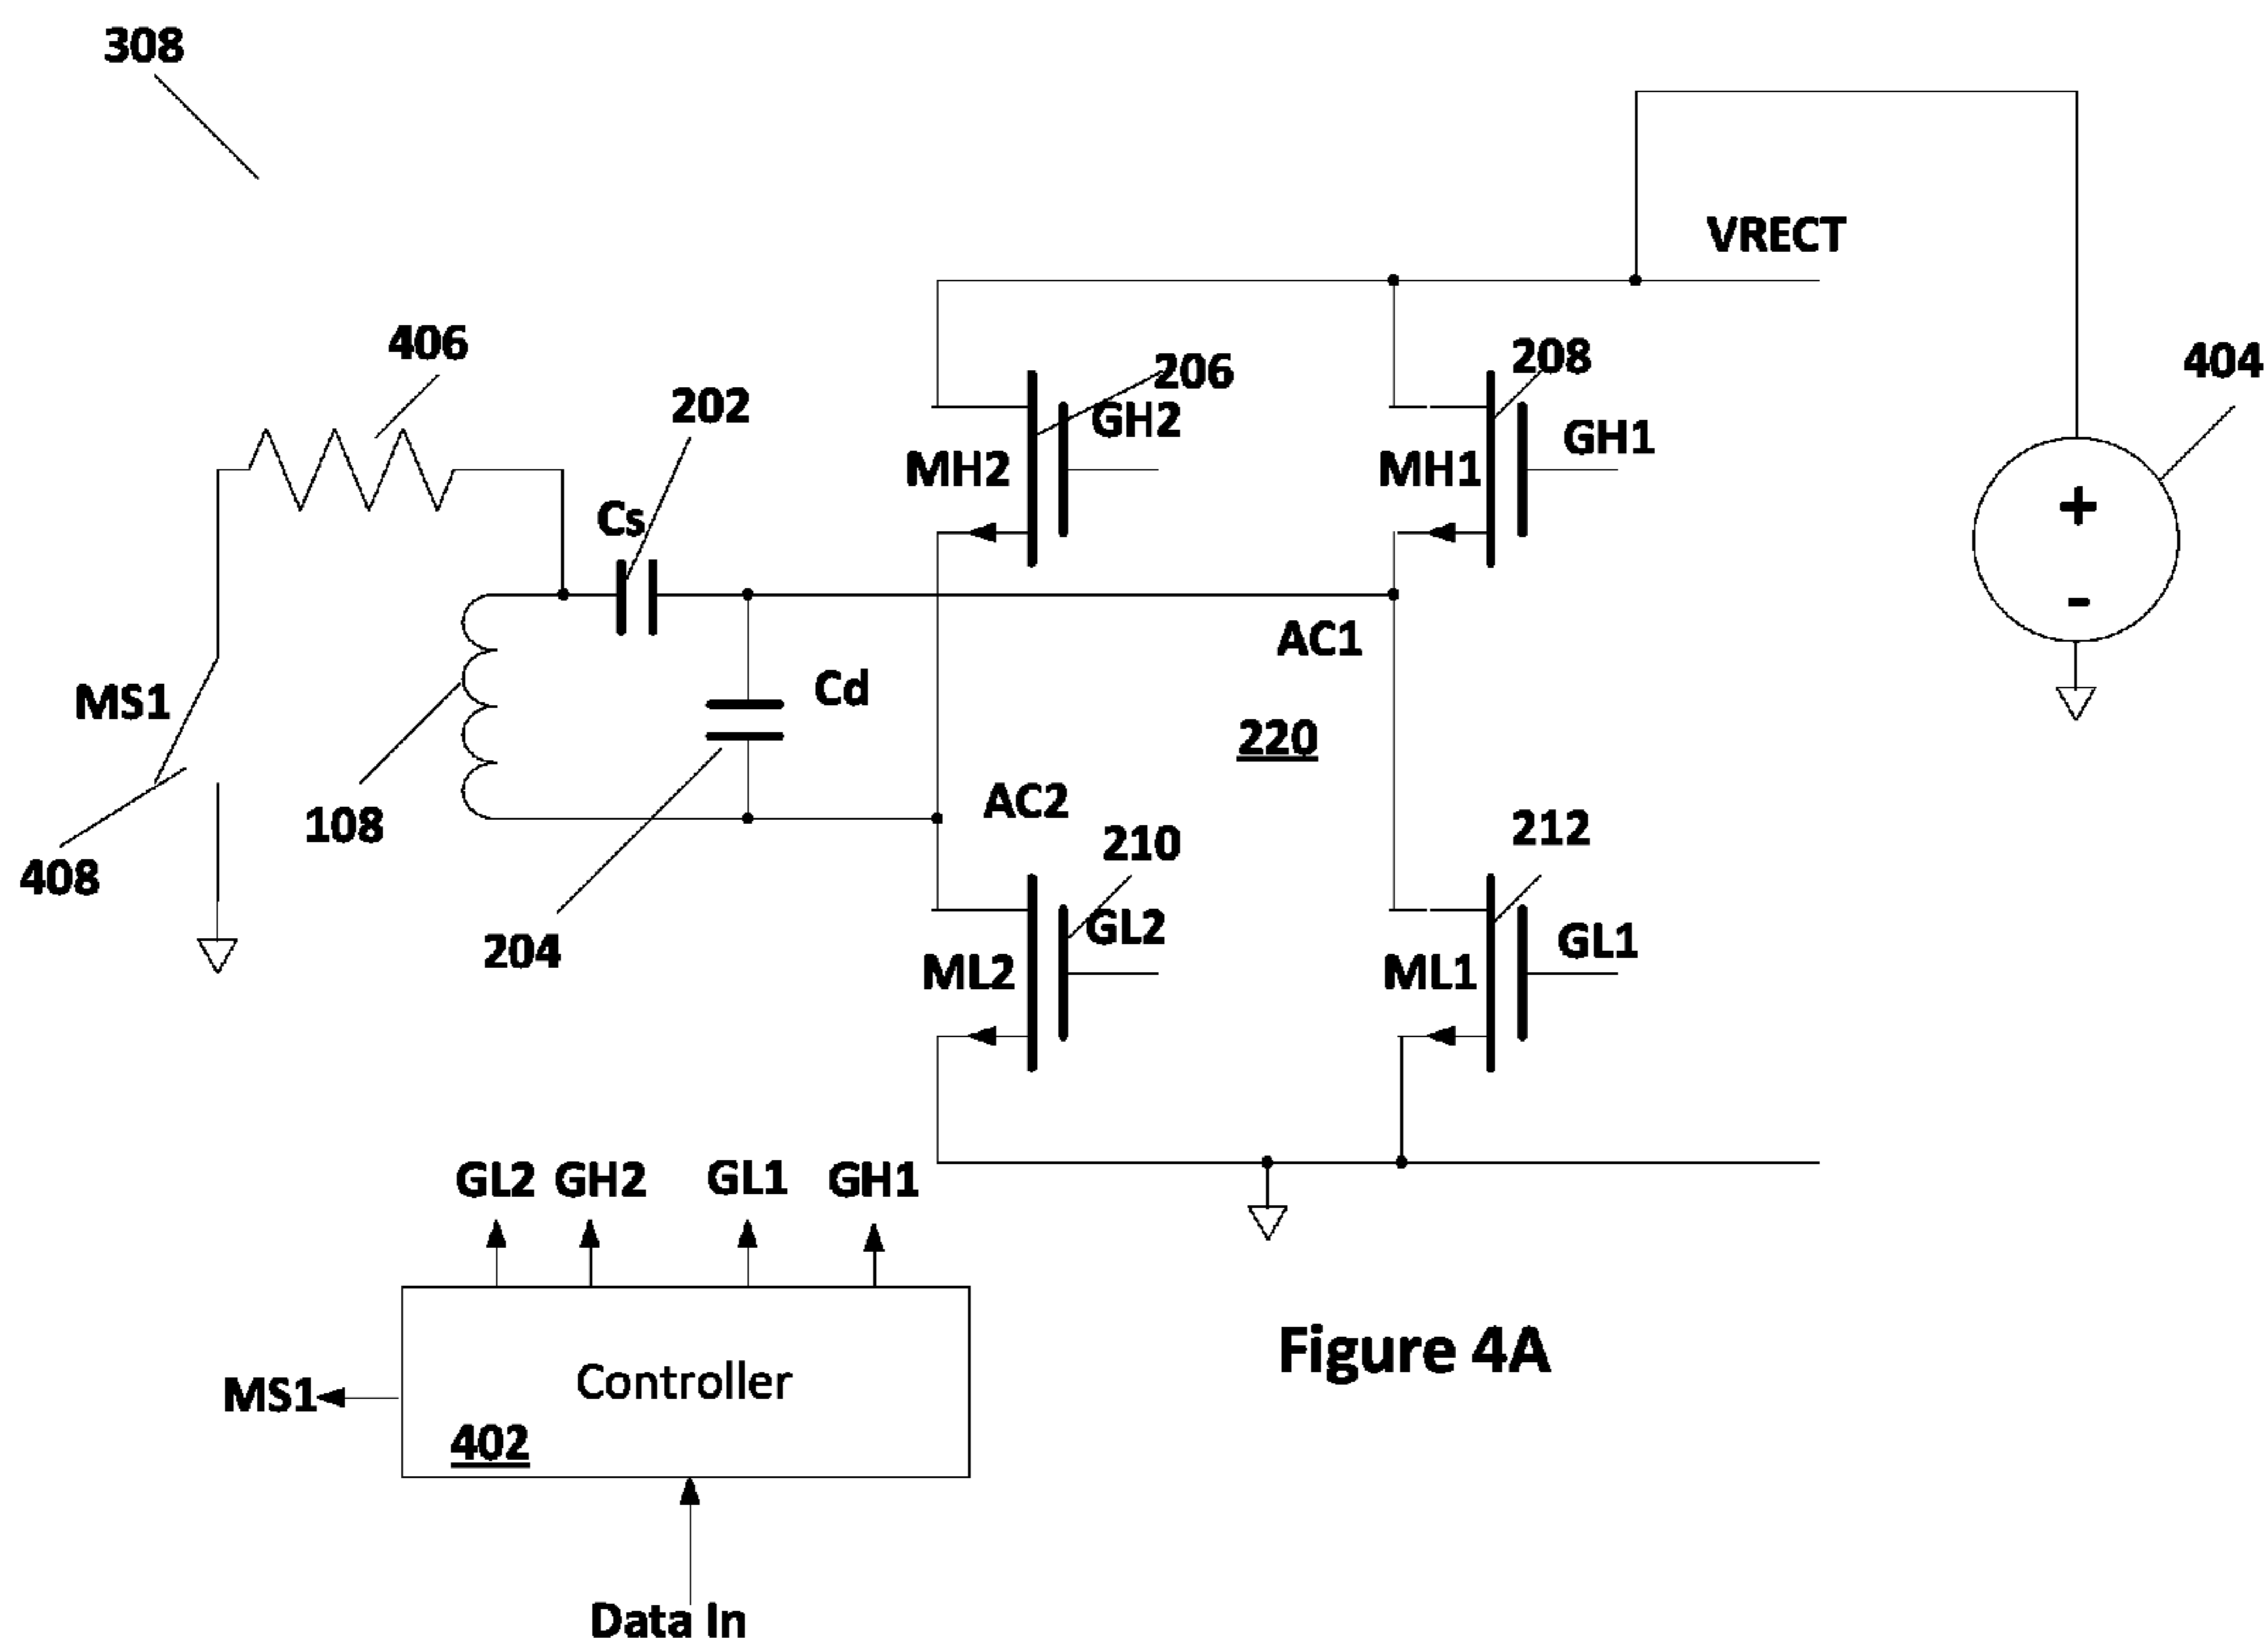 308
VRECT
406
202
206
208
404
GH2
GH1
MH2
MH1
Cs
+
-
AC1
MS1
Cd
220
108
AC2
408
204
210
212
GL2
GL1
ML2
ML1
GL2 GH2 GL1 GH1
Controller
MS1
402
Figure 4A
Data In